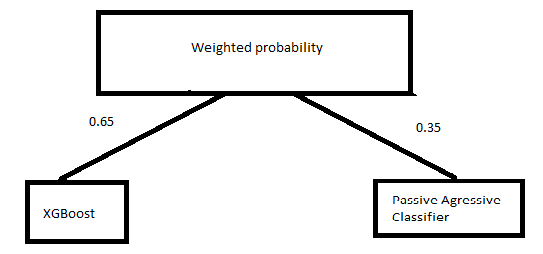 Weighted probability
0.65
0.35
XGBoost
Passive Agressive
Classifier